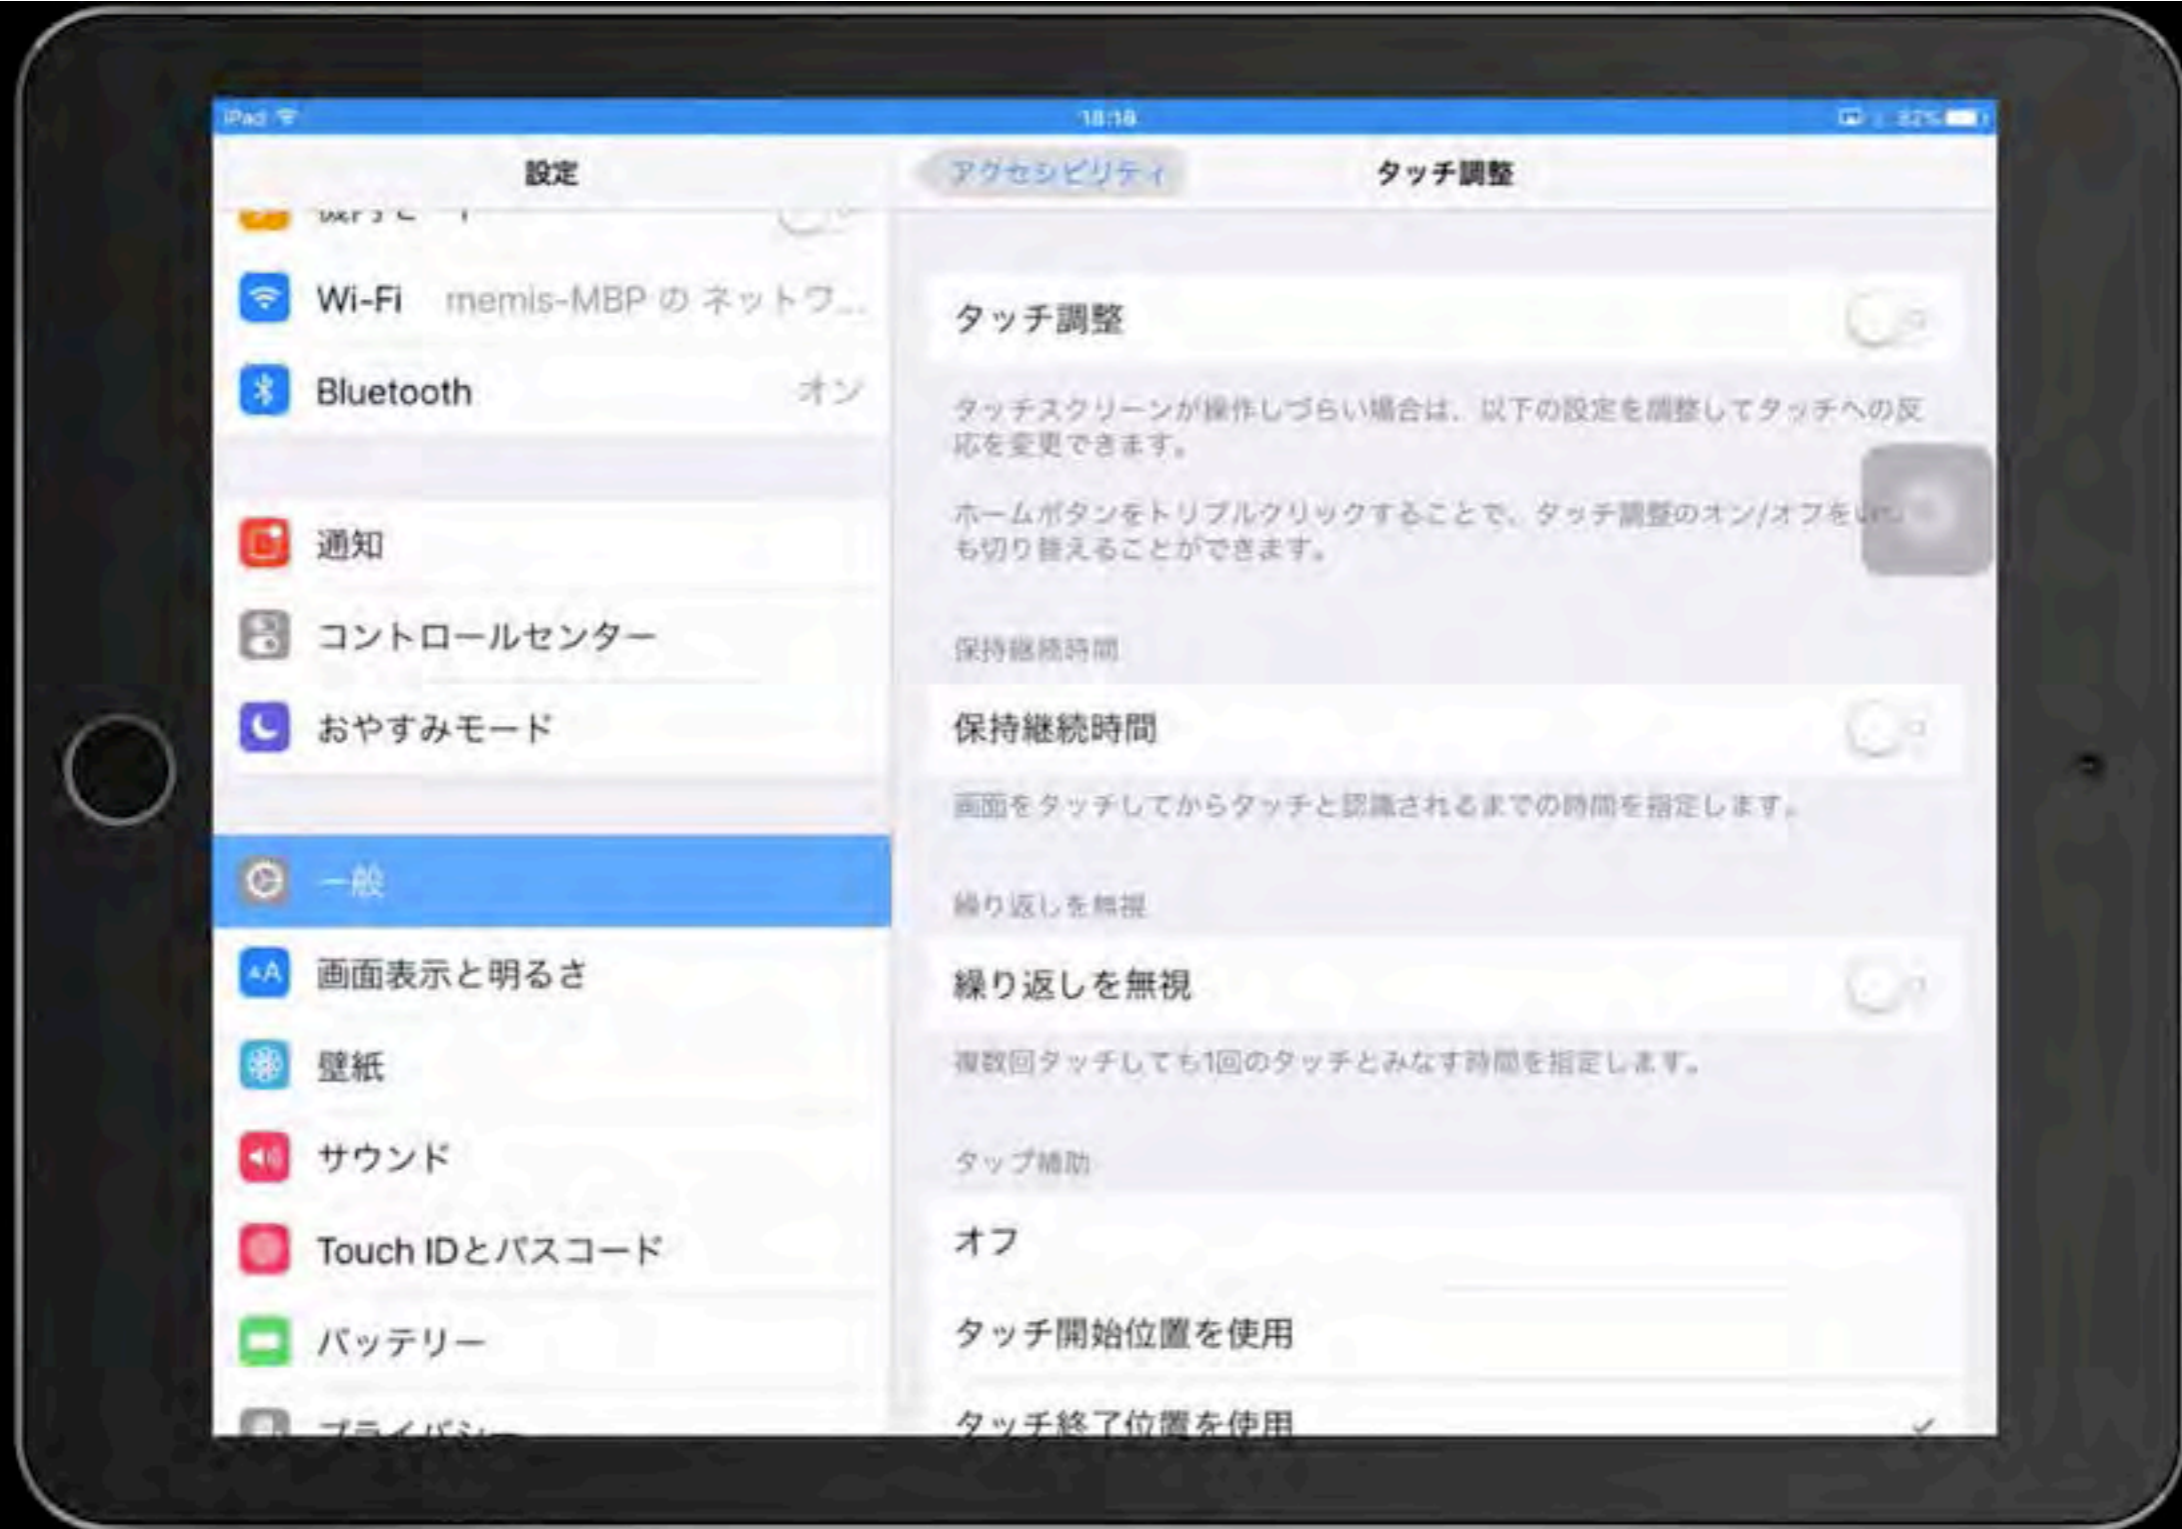 iPad
18:18
82%
設定
Wi-Fi memis-MBP の ネットワ...
Bluetooth オン
通知
コントロールセンター
おやすみモード
一般
画面表示と明るさ
壁紙
サウンド
Touch IDとパスコード
バッテリー
プライバシー
アクセシビリティ
タッチ調整
タッチ調整
タッチスクリーンが操作しづらい場合は、以下の設定を調整してタッチへの反
応を変更できます。
ホームボタンをトリプルクリックすることで、タッチ調整のオン/オフを
も切り替えることができます。
保持継続時間
保持継続時間
画面をタッチしてからタッチと認識されるまでの時間を指定します。
繰り返しを無視
繰り返しを無視
複数回タッチしても1回のタッチとみなす時間を指定します。
タップ補助
オフ
タッチ開始位置を使用
タッチ終了位置を使用